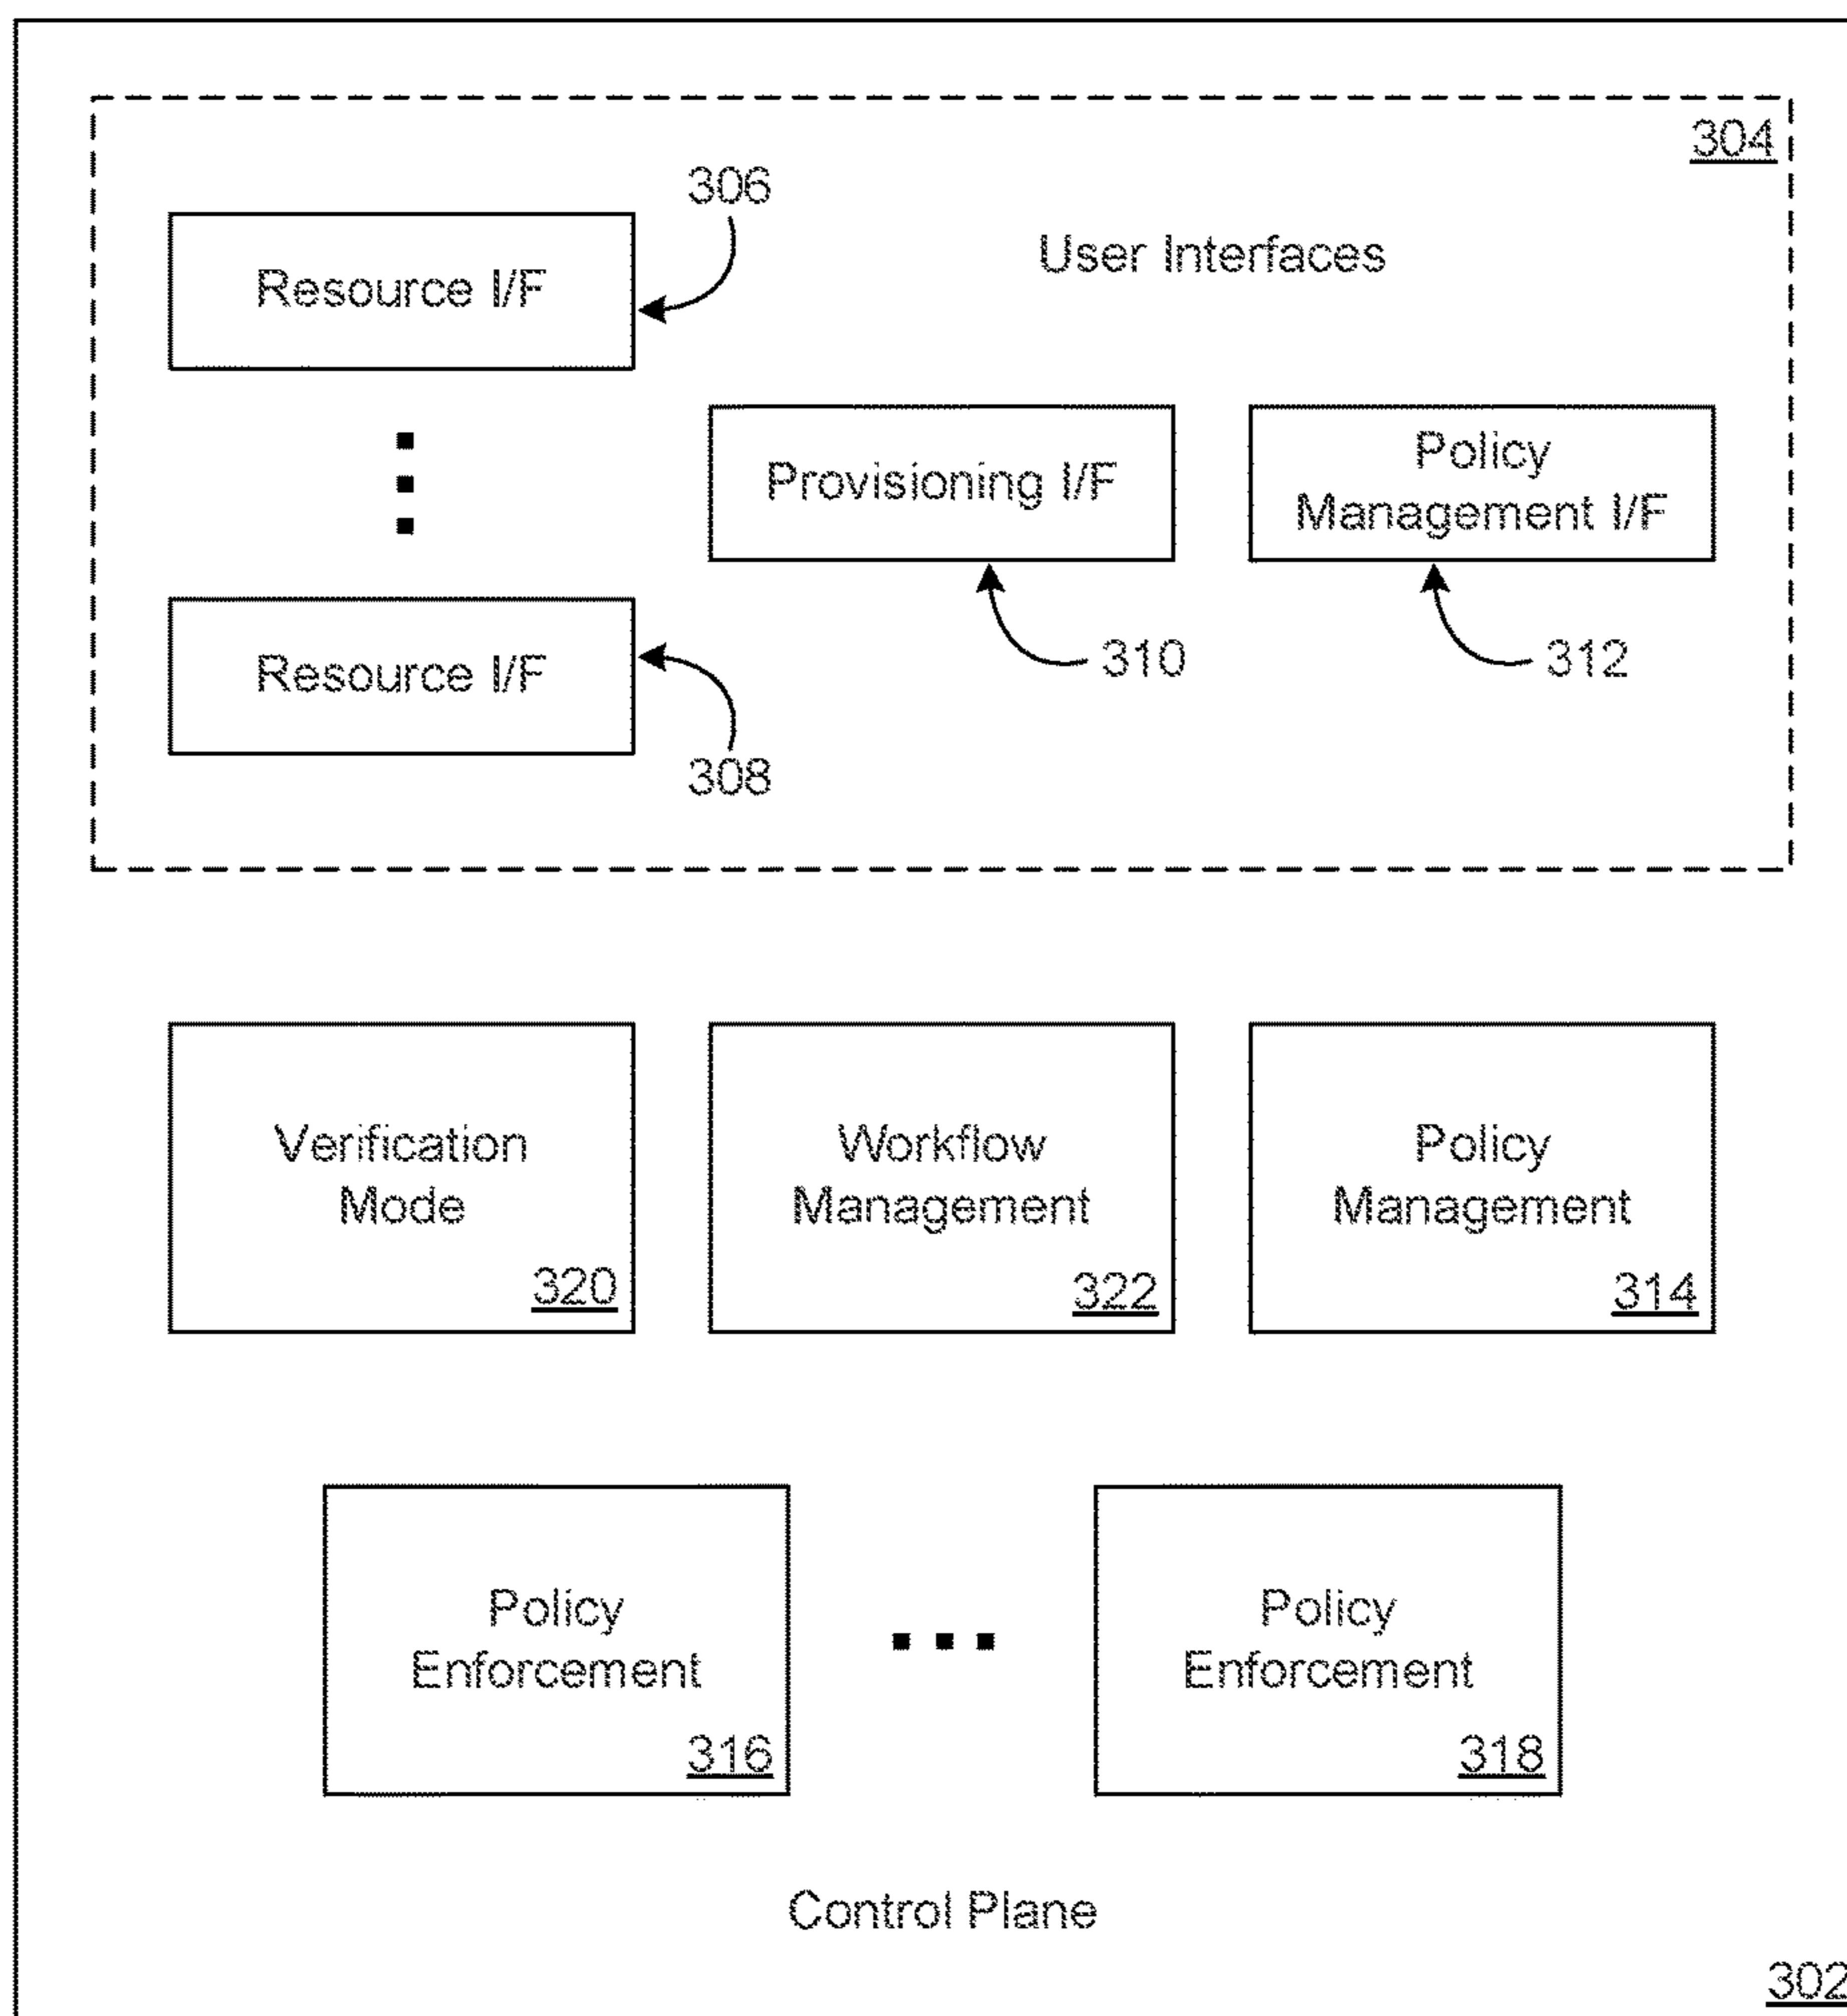 304
306
User Interfaces
Resource I/F
Provisioning I/F
Policy
Management I/F
310
312
Resource I/F
308
Verification
Mode
320
Workflow
Management
322
Policy
Management
314
Policy
Enforcement
316
Policy
Enforcement
318
Control Plane
302